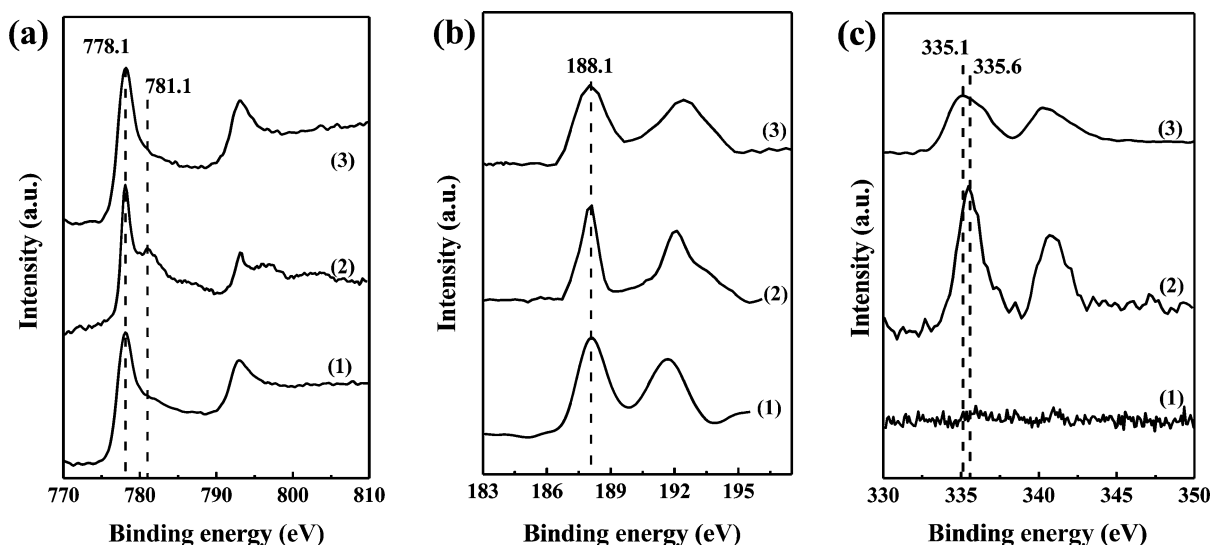 (a)
778.1
781.1
(3)
(2)
(1)
Intensity (a.u.)
770 780 790 800 810
Binding energy (eV)
(b)
188.1
(3)
(2)
(1)
Intensity (a.u.)
183 186 189 192 195
Binding energy (eV)
(c)
335.1
335.6
(3)
(2)
(1)
Intensity (a.u.)
330 335 340 345 350
Binding energy (eV)